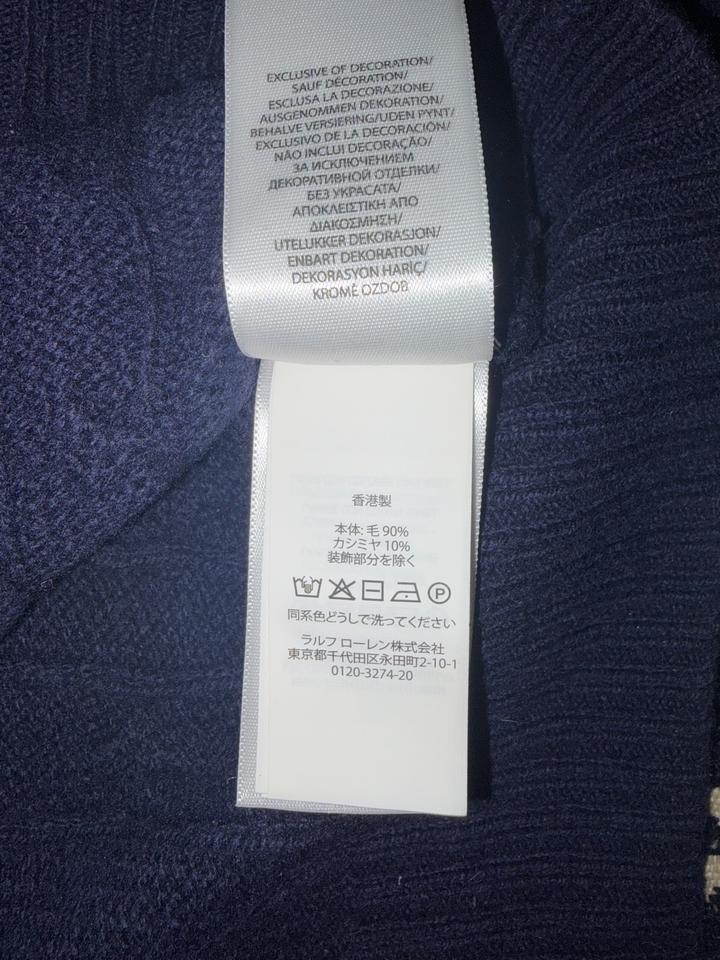 EXCLUSIVE OF DECORATION/
SAUF DÉCORATION/
ESCLUSA LA DECORAZIONE/
AUSGENOMMEN DEKORATION/
BEHALVE VERSIERING/UDEN PYNT/
EXCLUSIVO DE LA DECORACIÓN/
NÃO INCLUI DECORAÇÃO/
ЗА ИСКЛЮЧЕНИЕМ
ДЕКОРАТИВНОЙ ОТДЕЛКИ/
БЕЗ УКРАСАТА/
ΑΠΟΚΛΕΙΣΤΙΚΗ ΑΠΟ
ΔΙΑΚΟΣΜΗΣΗ/
UTELUKKER DEKORASJON/
ENBART DEKORATION/
DEKORASYON HARİÇ/
KROMĚ OZDOB
香港製
本体: 毛 90%
カシミヤ 10%
装飾部分を除く
P
同系色どうしで洗ってください
ラルフ ローレン株式会社
東京都千代田区永田町2-10-1
0120-3274-20